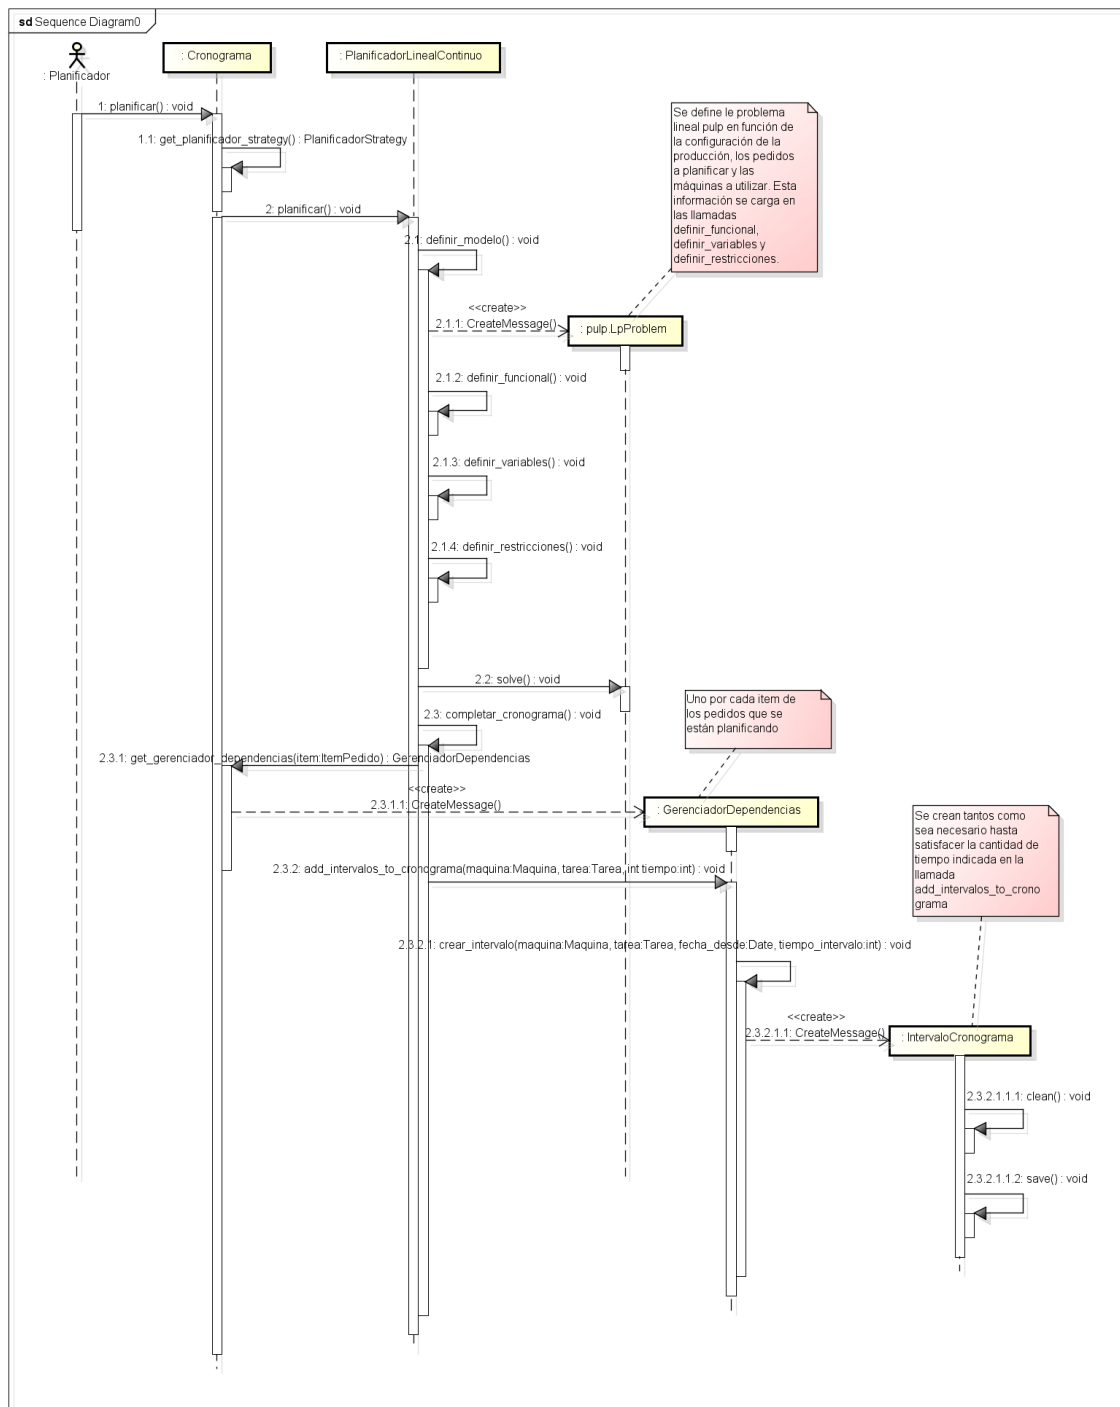 sd Sequence Diagram0
: Planificador
: Cronograma
: PlanificadorLinealContinuo
1: planificar() : void
1.1: get_planificador_strategy() : PlanificadorStrategy
Se define le problema
lineal pulp en función de
la configuración de la
producción, los pedidos
a planificar y las
máquinas a utilizar. Esta
información se carga en
las llamadas
definir_funcional,
definir_variables y
definir_restricciones.
2: planificar() : void
2.1: definir_modelo() : void
<<create>>
2.1.1: CreateMessage()
: pulp.LpProblem
2.1.2: definir_funcional() : void
2.1.3: definir_variables() : void
2.1.4: definir_restricciones() : void
2.2: solve() : void
Uno por cada item de
los pedidos que se
están planificando
2.3: completar_cronograma() : void
2.3.1: get_gerenciador_dependencias(item:ItemPedido) : GerenciadorDependencias
<<create>>
2.3.1.1: CreateMessage()
: GerenciadorDependencias
Se crean tantos como
sea necesario hasta
satisfacer la cantidad de
tiempo indicada en la
llamada
add_intervalos_to_crono
grama
2.3.2: add_intervalos_to_cronograma(maquina:Maquina, tarea:Tarea, int tiempo:int) : void
2.3.2.1: crear_intervalo(maquina:Maquina, tarea:Tarea, fecha_desde:Date, tiempo_intervalo:int) : void
<<create>>
2.3.2.1.1: CreateMessage()
: IntervaloCronograma
2.3.2.1.1.1: clean() : void
2.3.2.1.1.2: save() : void